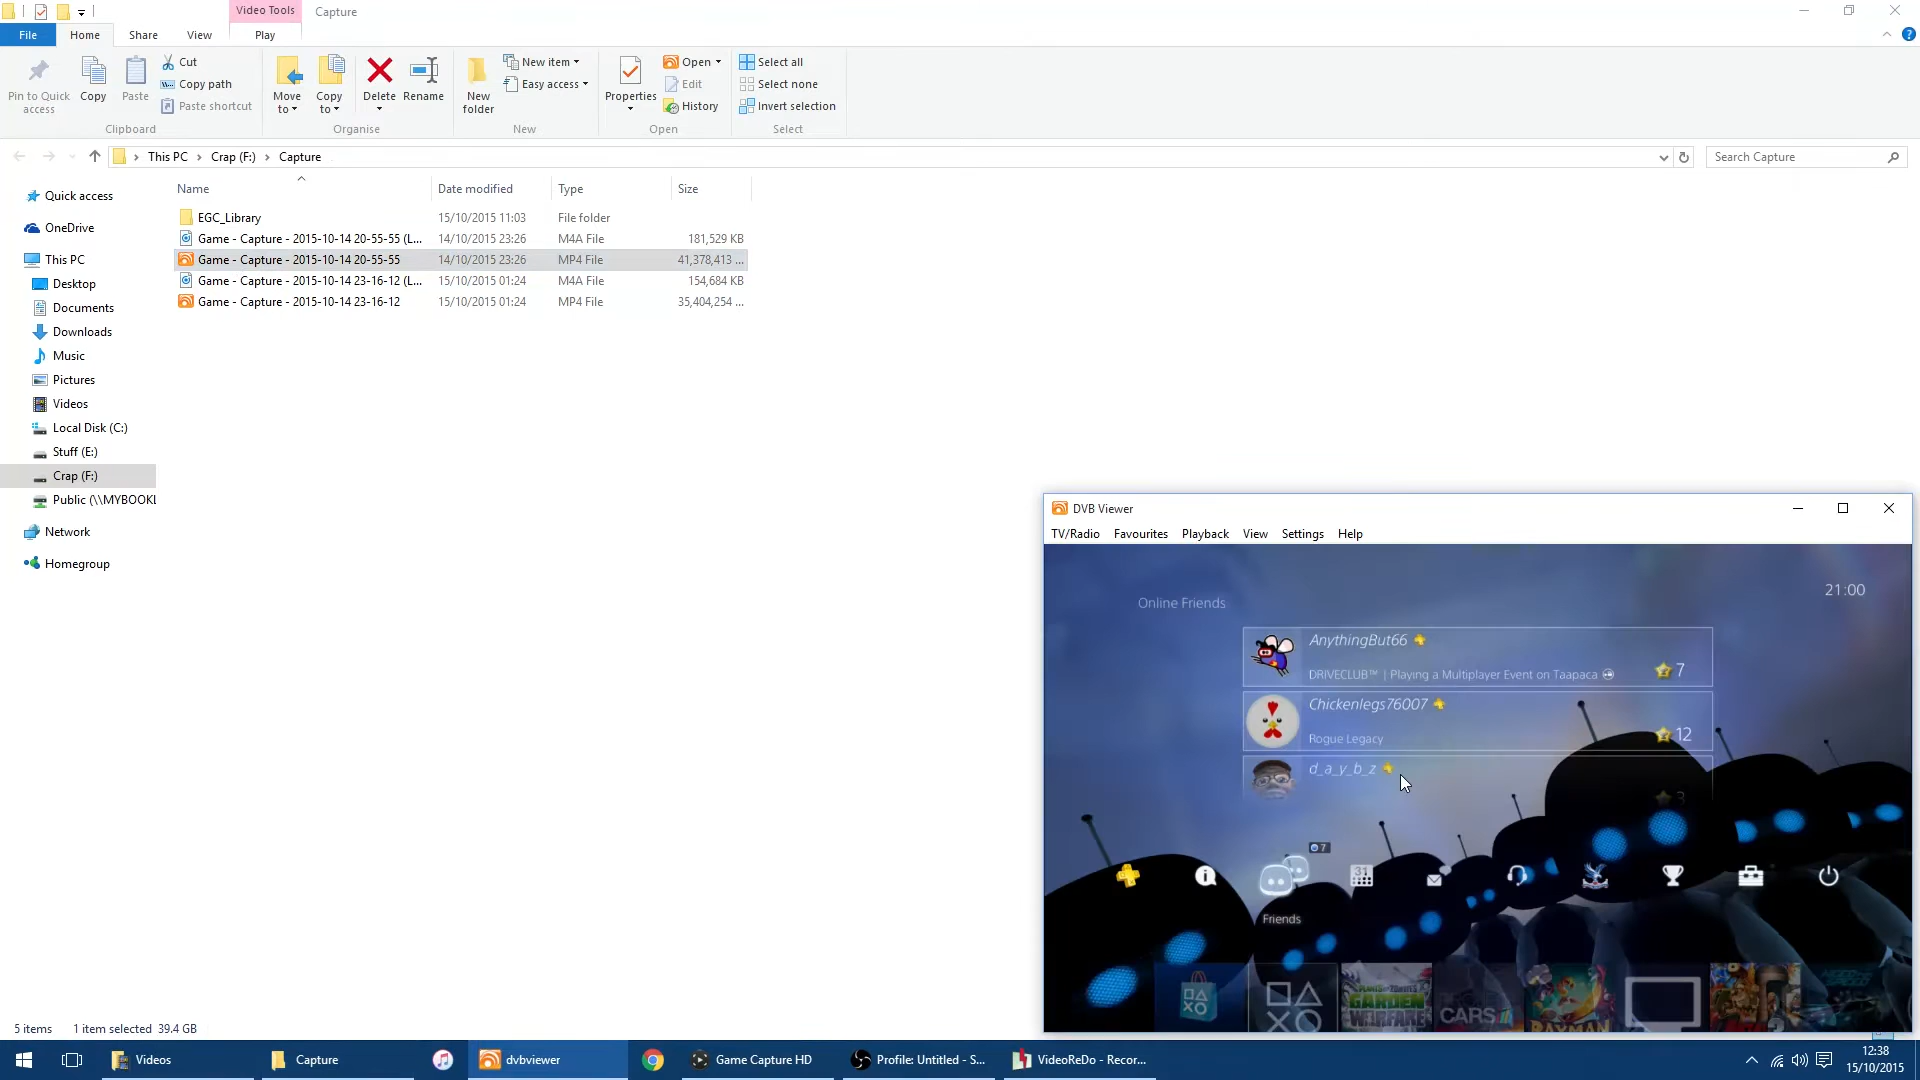 Video Tools
Capture
File
Home
Share
View
Play
Pin to Quick access
Copy
Paste
Cut
Copy path
Paste shortcut
Clipboard
Move to
Copy to
Delete
Rename
Organise
New folder
New item
Easy access
New
Properties
Open
Edit
History
Open
Select all
Select none
Invert selection
Select
This PC
Crap (F:)
Capture
Search Capture
Name
Date modified
Type
Size
EGC_Library 15/10/2015 11:03 File folder
Game - Capture - 2015-10-14 20-55-55 (L... 14/10/2015 23:26 M4A File 181,529 KB
Game - Capture - 2015-10-14 20-55-55 14/10/2015 23:26 MP4 File 41,378,413 ...
Game - Capture - 2015-10-14 23-16-12 (L... 15/10/2015 01:24 M4A File 154,684 KB
Game - Capture - 2015-10-14 23-16-12 15/10/2015 01:24 MP4 File 35,404,254 ...
Quick access
OneDrive
This PC
Desktop
Documents
Downloads
Music
Pictures
Videos
Local Disk (C:)
Stuff (E:)
Crap (F:)
Public (\\MYBOOKL
Network
Homegroup
DVB Viewer
TV/Radio Favourites Playback View Settings Help
21:00
Online Friends
AnythingBut66
DRIVECLUB™ | Playing a Multiplayer Event on Taapaca
7
Chickenlegs76007
Rogue Legacy
12
d_a_y_b_z
3
7
31
Friends
GARDEN
WARFARE
CARS
RAYMAN
5 items 1 item selected 39.4 GB
Videos
Capture
dvbviewer
Game Capture HD
Profile: Untitled - S...
VideoReDo - Recor...
12:38
15/10/2015